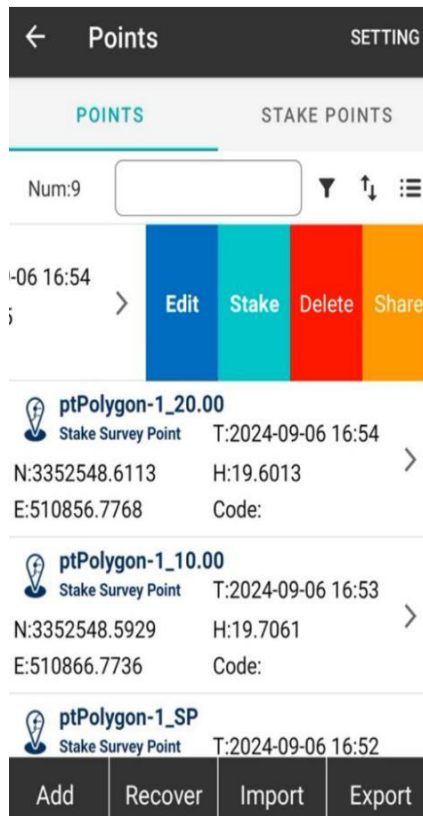 Points SETTING
POINTS STAKE POINTS
Num:9
-06 16:54
Edit Stake Delete Share
ptPolygon-1_20.00
Stake Survey Point T:2024-09-06 16:54
N:3352548.6113 H:19.6013
E:510856.7768 Code:
ptPolygon-1_10.00
Stake Survey Point T:2024-09-06 16:53
N:3352548.5929 H:19.7061
E:510866.7736 Code:
ptPolygon-1_SP
Stake Survey Point T:2024-09-06 16:52
Add Recover Import Export